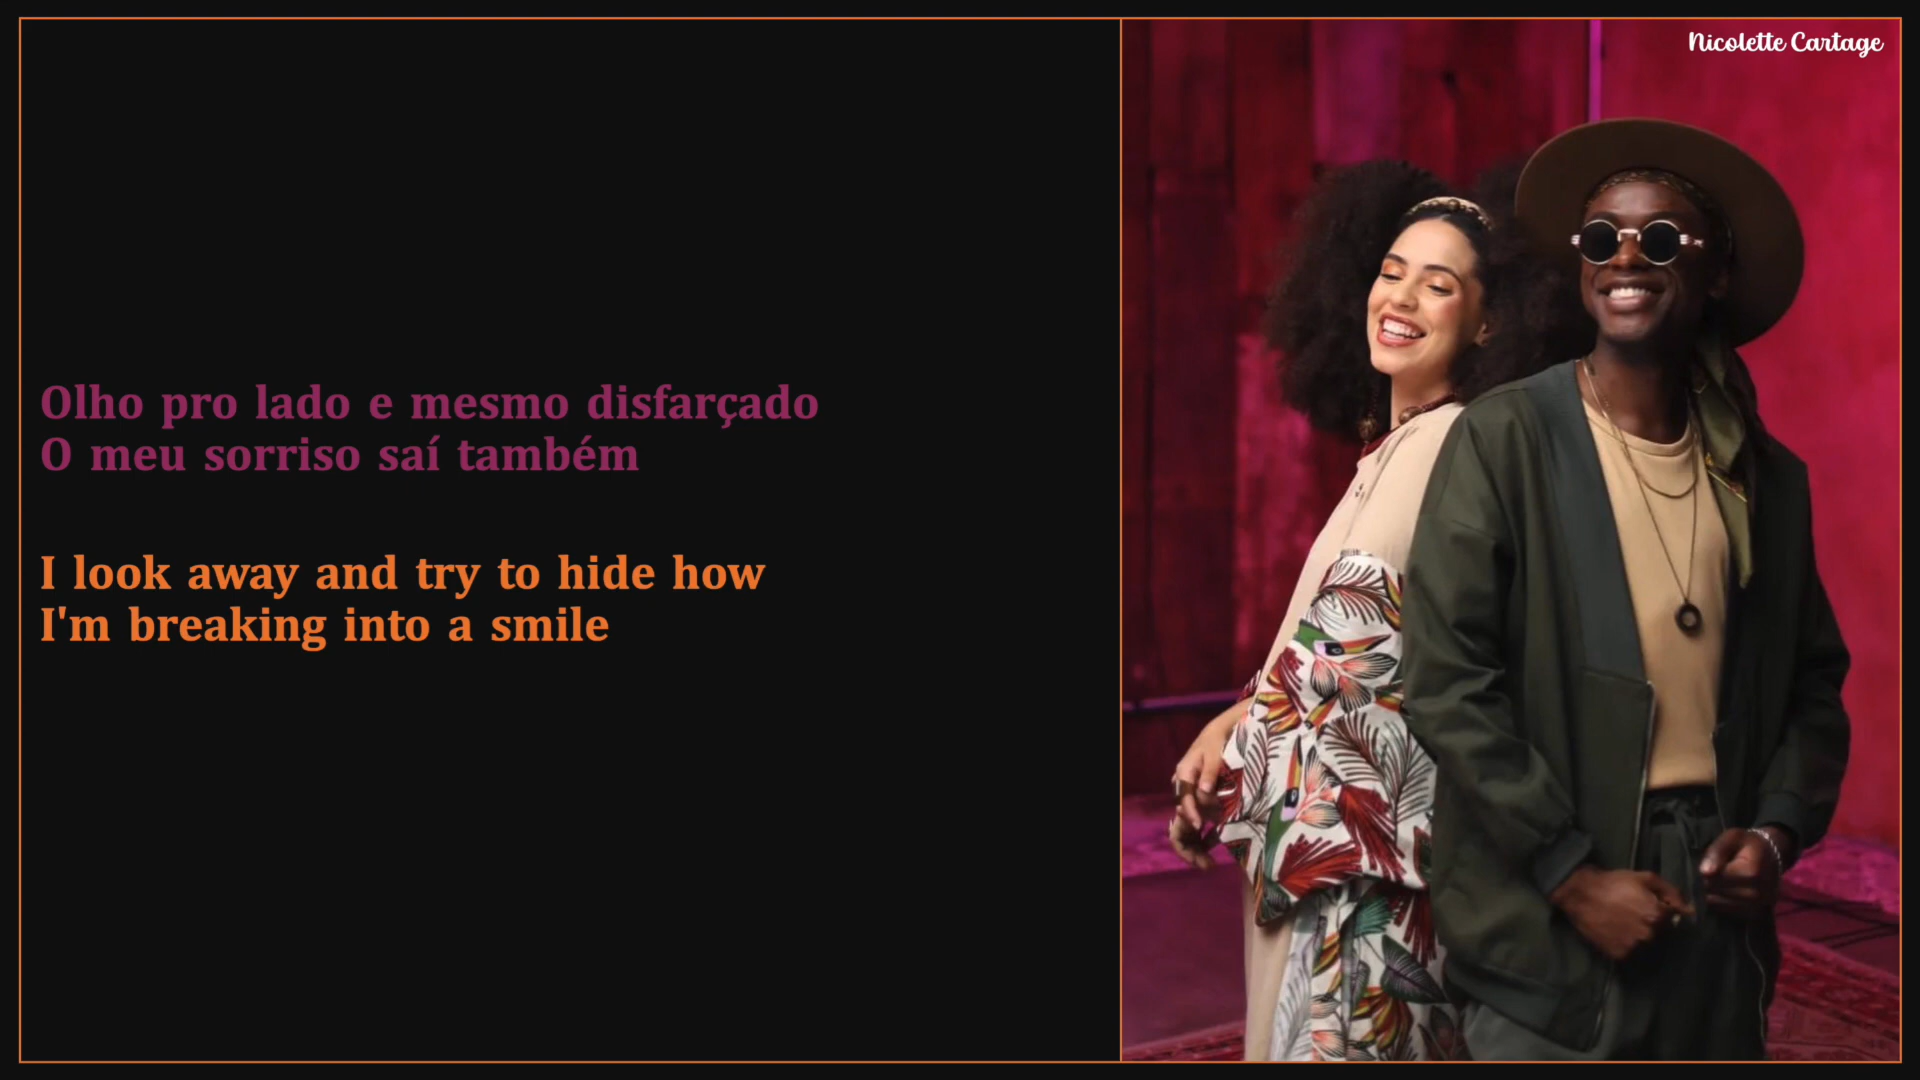 Nicolette Cartage
Olho pro lado e mesmo disfarçado
O meu sorriso saí também
I look away and try to hide how
I'm breaking into a smile